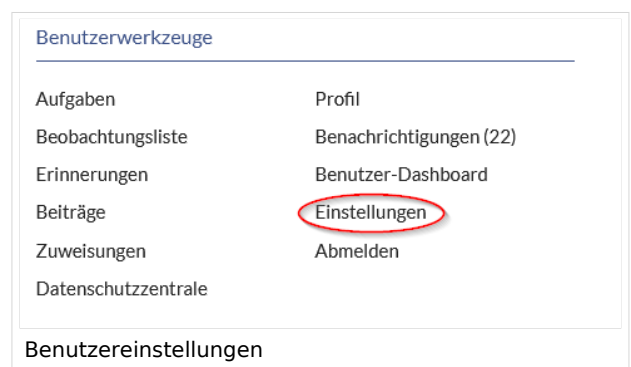 Benutzerwerkzeuge
Aufgaben
Beobachtungsliste
Erinnerungen
Beiträge
Zuweisungen
Datenschutzzentrale
Profil
Benachrichtigungen (22)
Benutzer-Dashboard
Einstellungen
Abmelden
Benutzereinstellungen